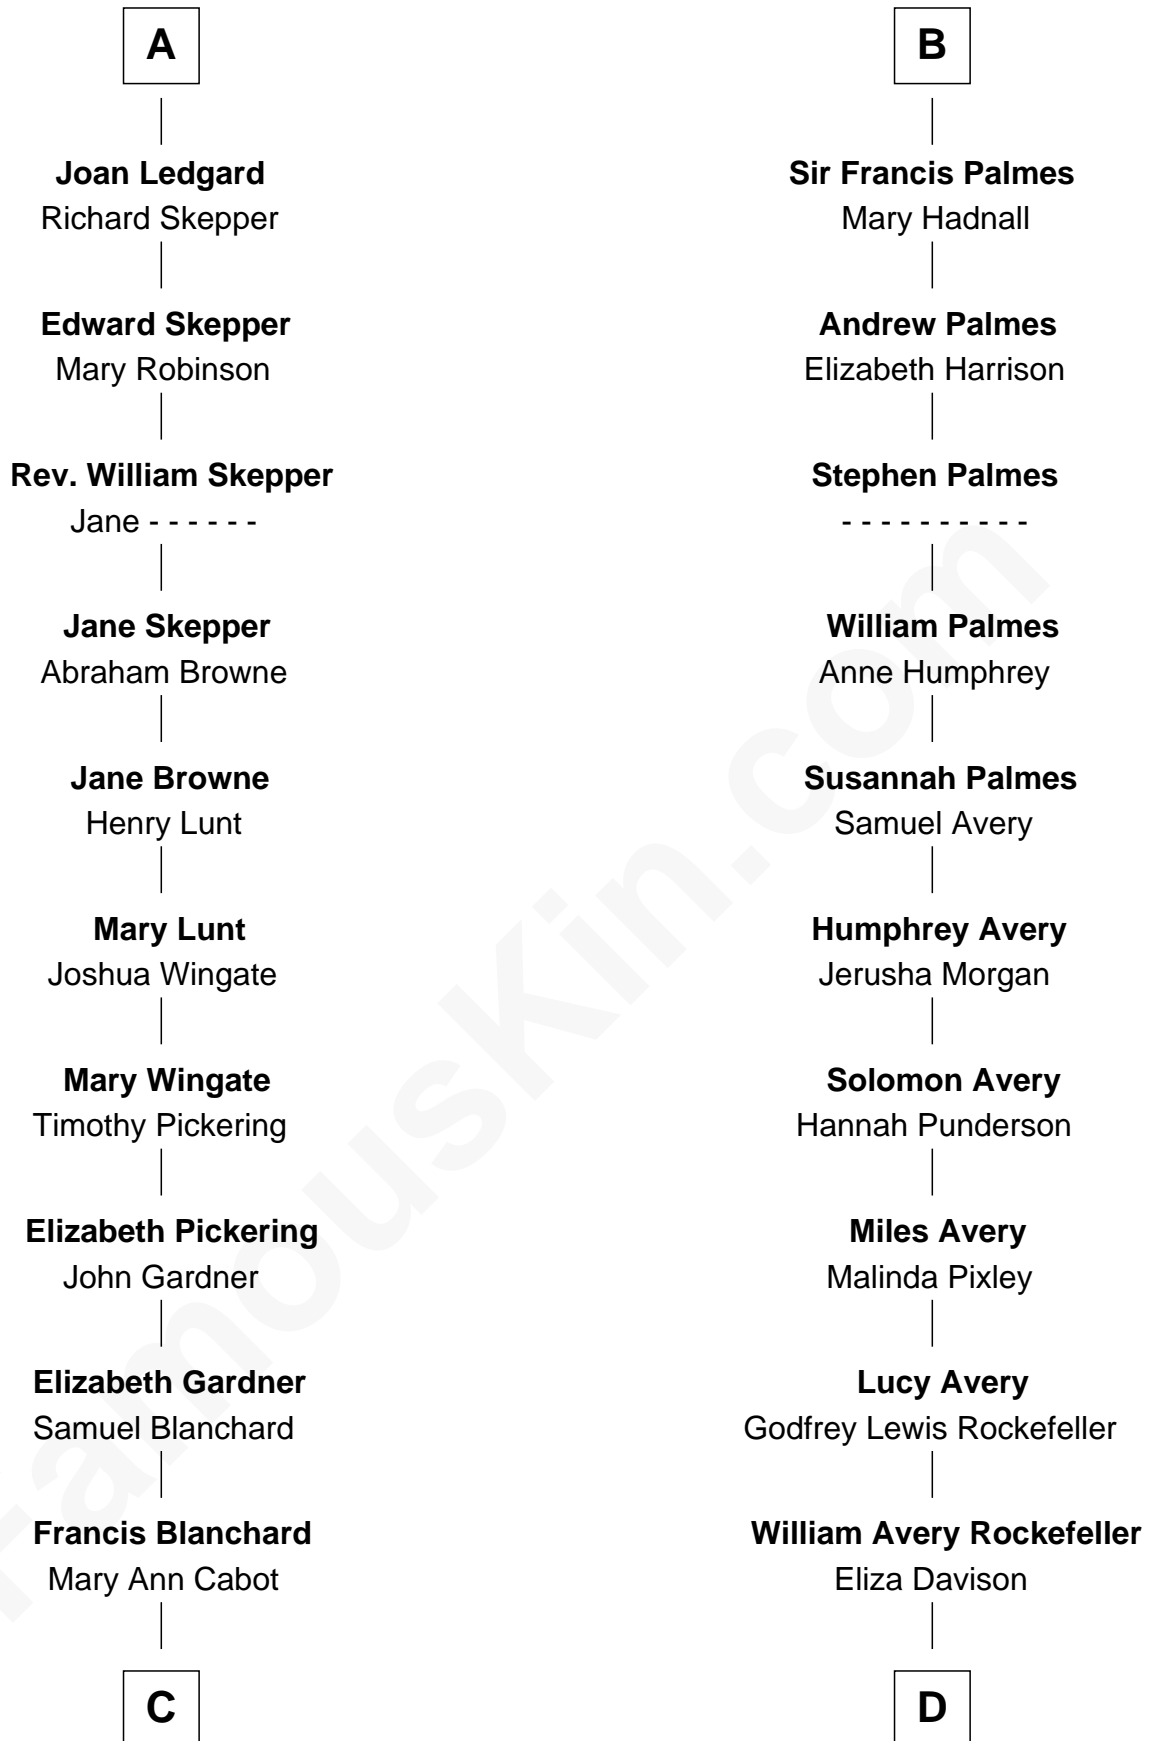 A
Joan Ledgard
Richard Skepper
Edward Skepper
Mary Robinson
Rev. William Skepper
Jane - - - - - -
Jane Skepper
Abraham Browne
Jane Browne
Henry Lunt
Mary Lunt
Joshua Wingate
Mary Wingate
Timothy Pickering
Elizabeth Pickering
John Gardner
Elizabeth Gardner
Samuel Blanchard
Francis Blanchard
Mary Ann Cabot
C
B
Sir Francis Palmes
Mary Hadnall
Andrew Palmes
Elizabeth Harrison
Stephen Palmes
- - - - - - - - - -
William Palmes
Anne Humphrey
Susannah Palmes
Samuel Avery
Humphrey Avery
Jerusha Morgan
Solomon Avery
Hannah Punderson
Miles Avery
Malinda Pixley
Lucy Avery
Godfrey Lewis Rockefeller
William Avery Rockefeller
Eliza Davison
D
FamousKin.com